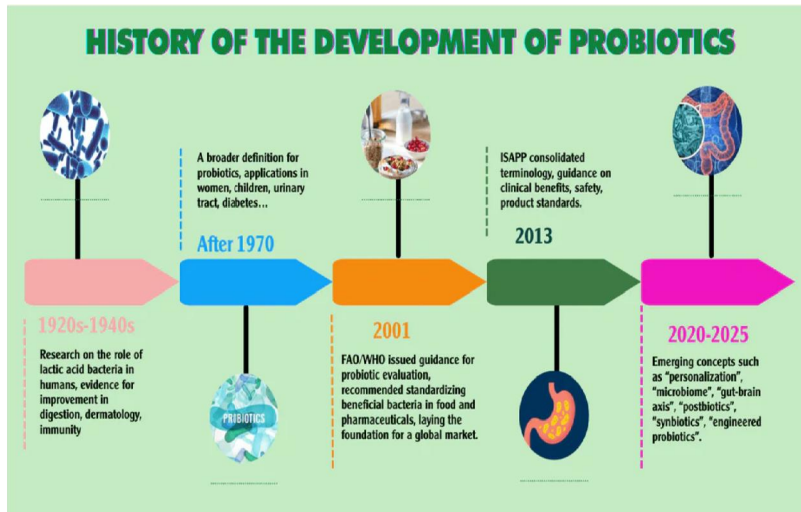 HISTORY OF THE DEVELOPMENT OF PROBIOTICS
1920s-1940s
Research on the role of
lactic acid bacteria in
humans, evidence for
improvement in
digestion, dermatology,
immunity
A broader definition for
probiotics, applications in
women, children, urinary
tract, diabetes...
After 1970
PROBIOTICS
2001
FAO/WHO issued guidance for
probiotic evaluation,
recommended standardizing
beneficial bacteria in food and
pharmaceuticals, laying the
foundation for a global market.
ISAPP consolidated
terminology, guidance on
clinical benefits, safety,
product standards.
2013
2020-2025
Emerging concepts such
as "personalization",
"microbiome", "gut-brain
axis", "postbiotics",
"synbiotics", "engineered
probiotics".